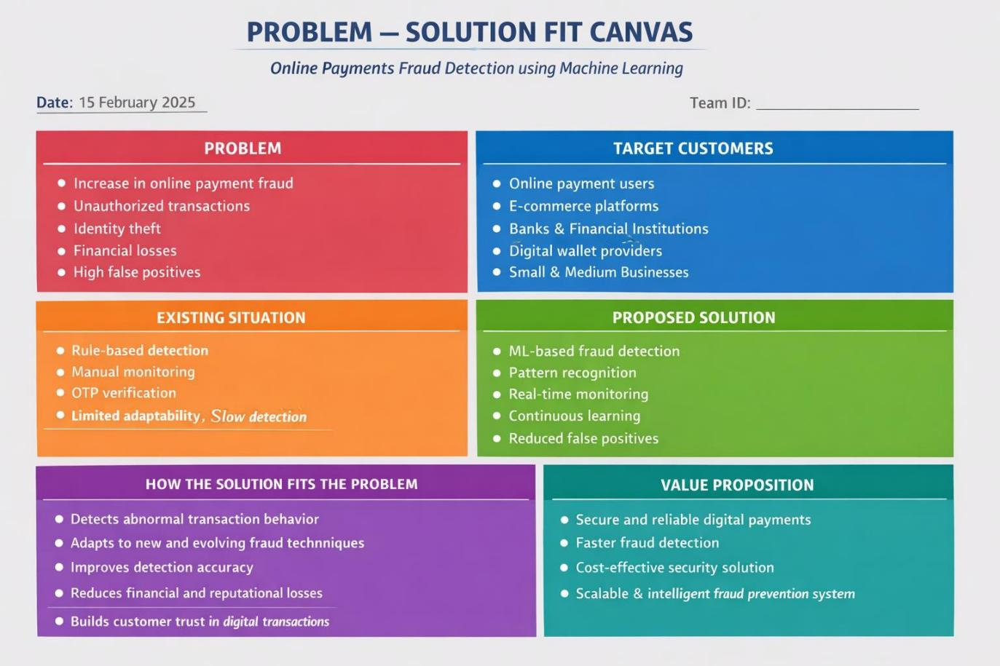 PROBLEM — SOLUTION FIT CANVAS
Online Payments Fraud Detection using Machine Learning
Date: 15 February 2025
Team ID: ____________________
PROBLEM
● Increase in online payment fraud
● Unauthorized transactions
● Identity theft
● Financial losses
● High false positives
TARGET CUSTOMERS
● Online payment users
● E-commerce platforms
● Banks & Financial Institutions
● Digital wallet providers
● Small & Medium Businesses
EXISTING SITUATION
● Rule-based detection
● Manual monitoring
● OTP verification
● Limited adaptability, Slow detection
PROPOSED SOLUTION
● ML-based fraud detection
● Pattern recognition
● Real-time monitoring
● Continuous learning
● Reduced false positives
HOW THE SOLUTION FITS THE PROBLEM
● Detects abnormal transaction behavior
● Adapts to new and evolving fraud technniques
● Improves detection accuracy
● Reduces financial and reputational losses
● Builds customer trust in digital transactions
VALUE PROPOSITION
● Secure and reliable digital payments
● Faster fraud detection
● Cost-effective security solution
● Scalable & intelligent fraud prevention system